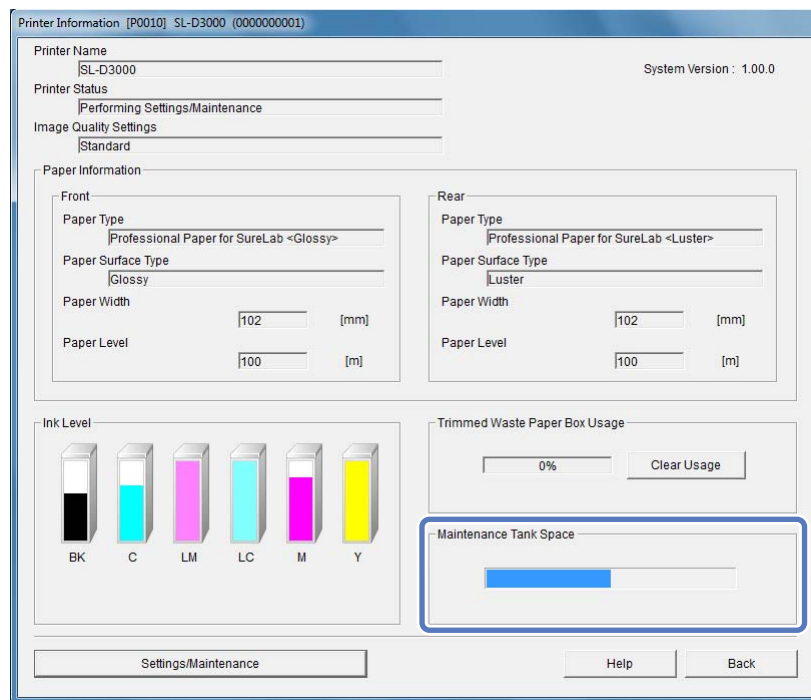 Printer Information [P0010] SL-D3000 (0000000001)
Printer Name
SL-D3000
System Version : 1.00.0
Printer Status
Performing Settings/Maintenance
Image Quality Settings
Standard
Paper Information
Front
Paper Type
Professional Paper for SureLab <Glossy>
Paper Surface Type
Glossy
Paper Width
102 [mm]
Paper Level
100 [m]
Rear
Paper Type
Professional Paper for SureLab <Luster>
Paper Surface Type
Luster
Paper Width
102 [mm]
Paper Level
100 [m]
Ink Level
BK C LM LC M Y
Trimmed Waste Paper Box Usage
0% Clear Usage
Maintenance Tank Space
Settings/Maintenance Help Back